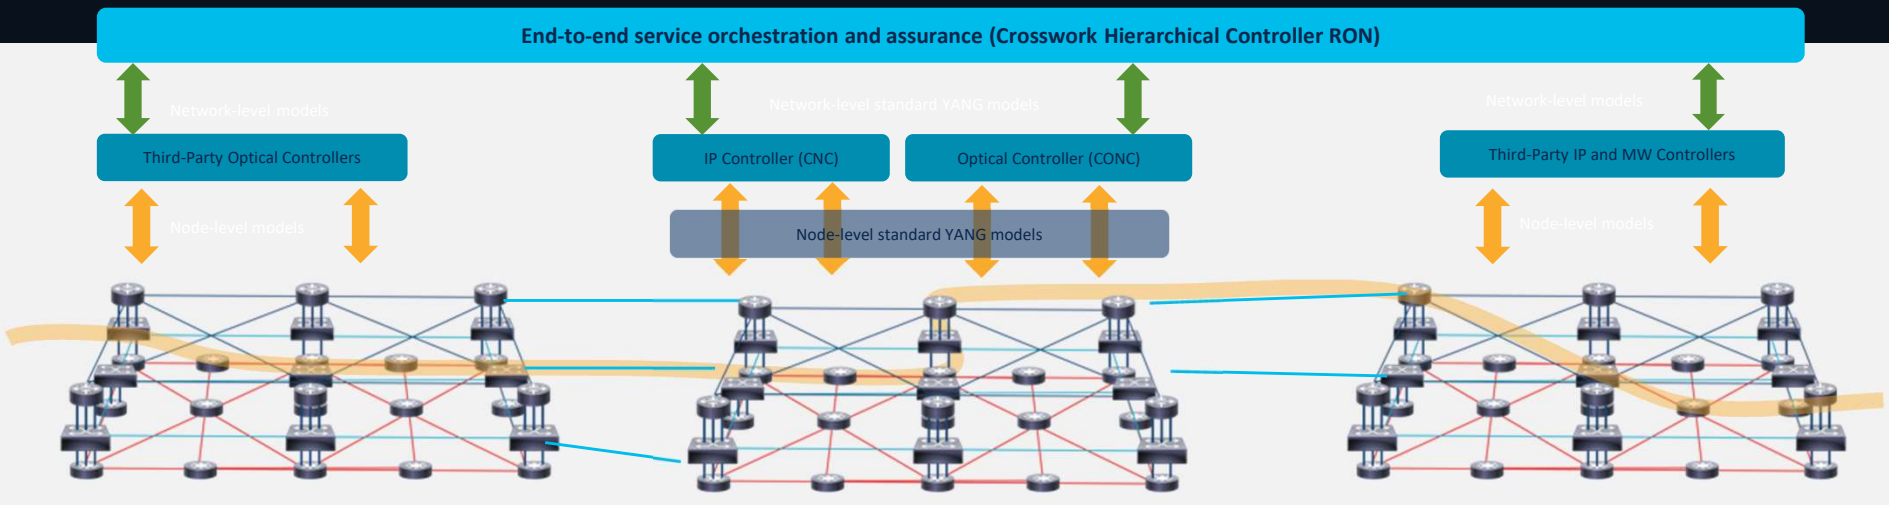 End-to-end service orchestration and assurance (Crosswork Hierarchical Controller RON)
Network-level models
Network-level standard YANG models
Network-level models
Third-Party Optical Controllers
IP Controller (CNC)
Optical Controller (CONC)
Third-Party IP and MW Controllers
Node-level models
Node-level standard YANG models
Node-level models